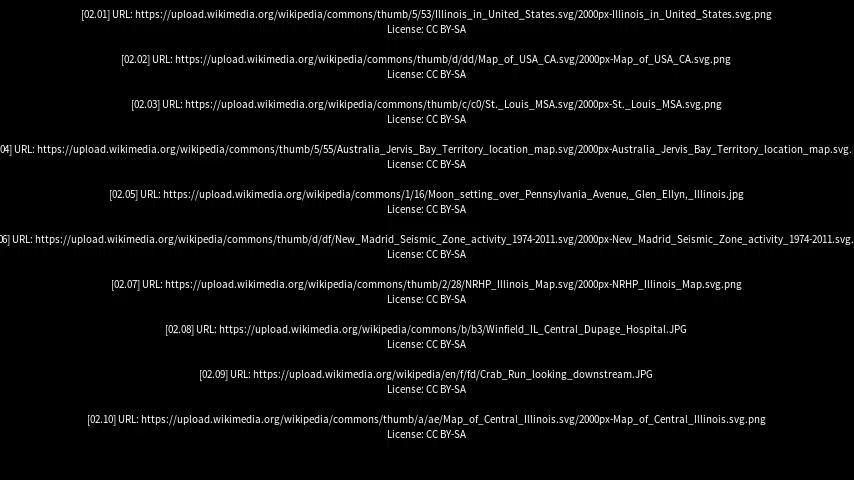 [02.01] URL: https://upload.wikimedia.org/wikipedia/commons/thumb/5/53/Illinois_in_United_States.svg/2000px-Illinois_in_United_States.svg.png
License: CC BY-SA
[02.02] URL: https://upload.wikimedia.org/wikipedia/commons/thumb/d/dd/Map_of_USA_CA.svg/2000px-Map_of_USA_CA.svg.png
License: CC BY-SA
[02.03] URL: https://upload.wikimedia.org/wikipedia/commons/thumb/c/c0/St._Louis_MSA.svg/2000px-St._Louis_MSA.svg.png
License: CC BY-SA
04] URL: https://upload.wikimedia.org/wikipedia/commons/thumb/5/55/Australia_Jervis_Bay_Territory_location_map.svg/2000px-Australia_Jervis_Bay_Territory_location_map.svg.
License: CC BY-SA
[02.05] URL: https://upload.wikimedia.org/wikipedia/commons/1/16/Moon_setting_over_Pennsylvania_Avenue,_Glen_Ellyn,_Illinois.jpg
License: CC BY-SA
06] URL: https://upload.wikimedia.org/wikipedia/commons/thumb/d/df/New_Madrid_Seismic_Zone_activity_1974-2011.svg/2000px-New_Madrid_Seismic_Zone_activity_1974-2011.svg.
License: CC BY-SA
[02.07] URL: https://upload.wikimedia.org/wikipedia/commons/thumb/2/28/NRHP_Illinois_Map.svg/2000px-NRHP_Illinois_Map.svg.png
License: CC BY-SA
[02.08] URL: https://upload.wikimedia.org/wikipedia/commons/b/b3/Winfield_IL_Central_Dupage_Hospital.JPG
License: CC BY-SA
[02.09] URL: https://upload.wikimedia.org/wikipedia/en/f/fd/Crab_Run_looking_downstream.JPG
License: CC BY-SA
[02.10] URL: https://upload.wikimedia.org/wikipedia/commons/thumb/a/ae/Map_of_Central_Illinois.svg/2000px-Map_of_Central_Illinois.svg.png
License: CC BY-SA